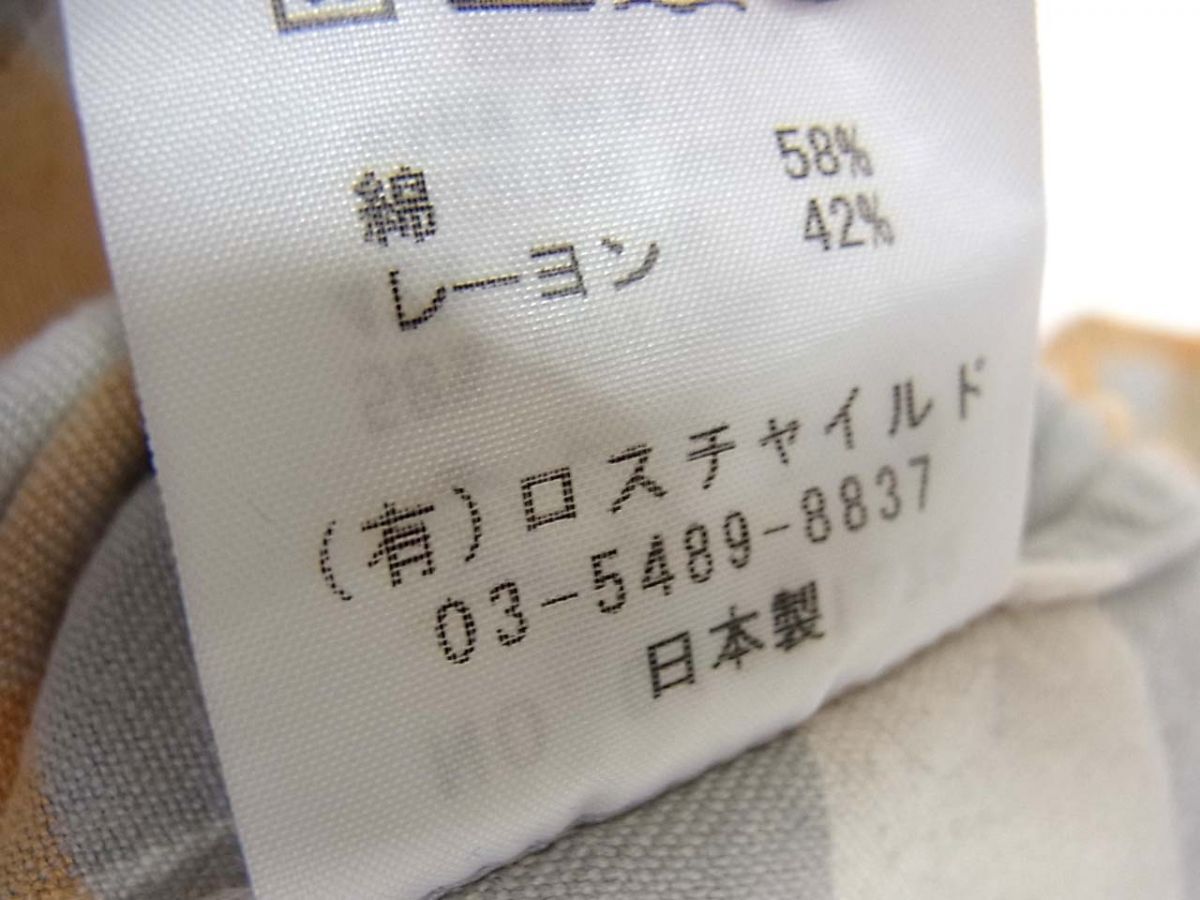 綿 58%
レーヨン 42%
(有)ロスチャイルド
03-5489-8837
日本製